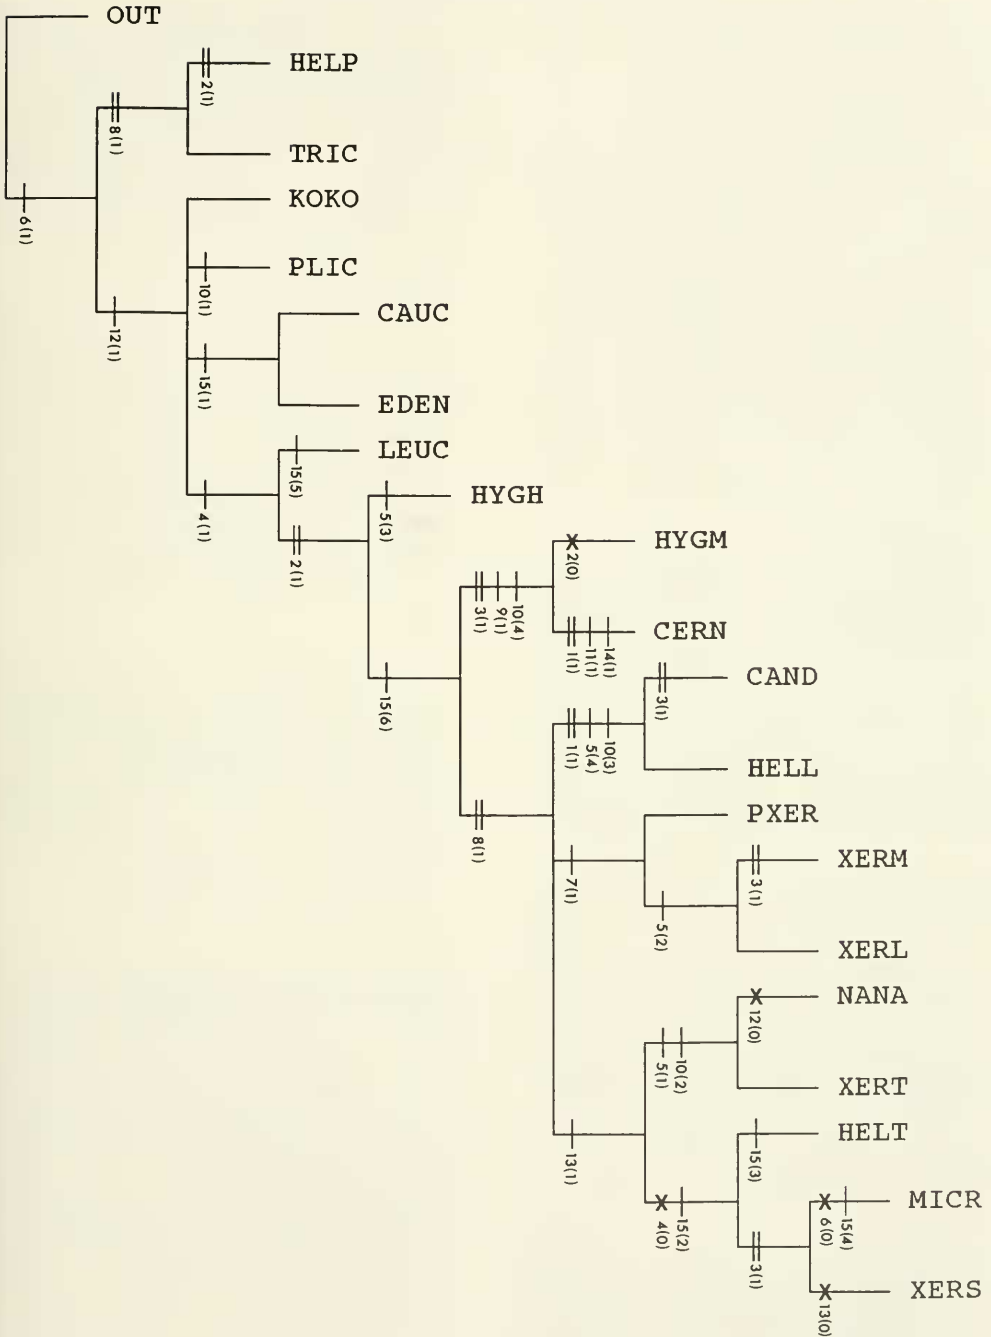 OUT
HELP
2(1)
8(1)
TRIC
KOKO
6(1)
PLIC
10(1)
CAUC
12(1)
15(1)
EDEN
LEUC
15(5)
HYGH
4(1)
5(3)
2(1)
HYGM
2(0)
3(1)
9(1)
10(4)
CERN
1(1)
11(1)
14(1)
CAND
15(6)
3(1)
1(1)
5(4)
10(3)
HELL
PXER
8(1)
XERM
7(1)
3(1)
5(2)
XERL
NANA
12(0)
5(1)
10(2)
XERT
HELT
13(1)
15(3)
MICR
4(0)
15(2)
6(0)
15(4)
3(1)
XERS
13(0)